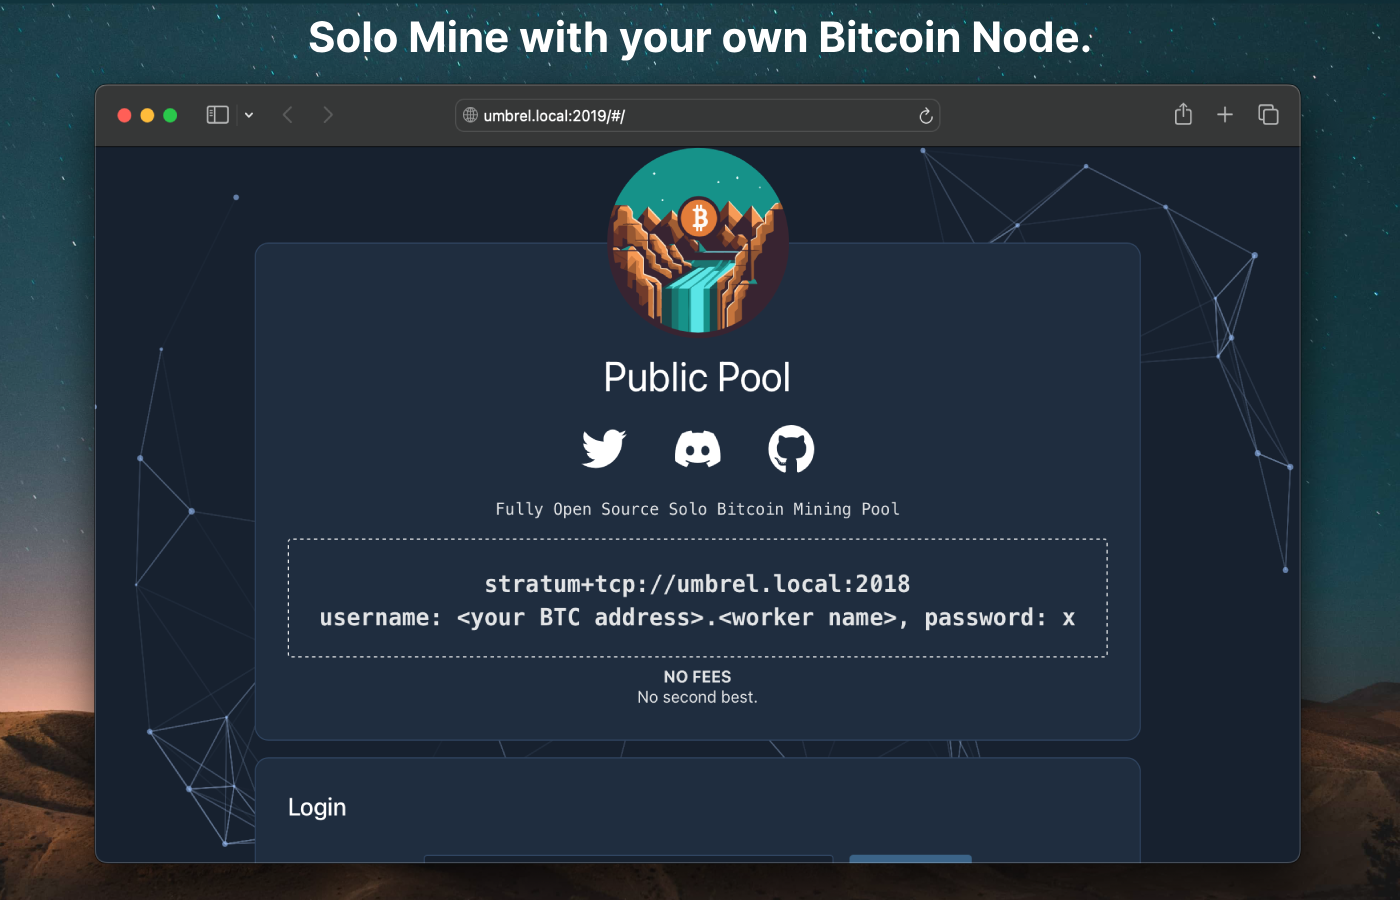 Solo Mine with your own Bitcoin Node.
umbrel.local:2019/#/
Public Pool
Fully Open Source Solo Bitcoin Mining Pool
stratum+tcp://umbrel.local:2018
username: <your BTC address>.<worker name>, password: x
NO FEES
No second best.
Login